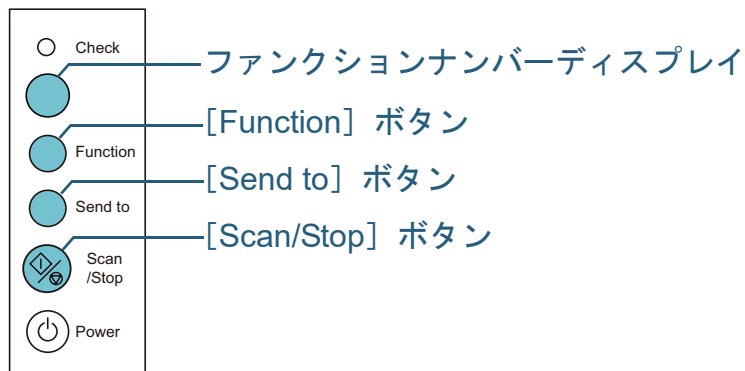 Check
ファンクションナンバーディスプレイ
Function
[Function] ボタン
Send to
[Send to] ボタン
Scan
/Stop
[Scan/Stop] ボタン
Power